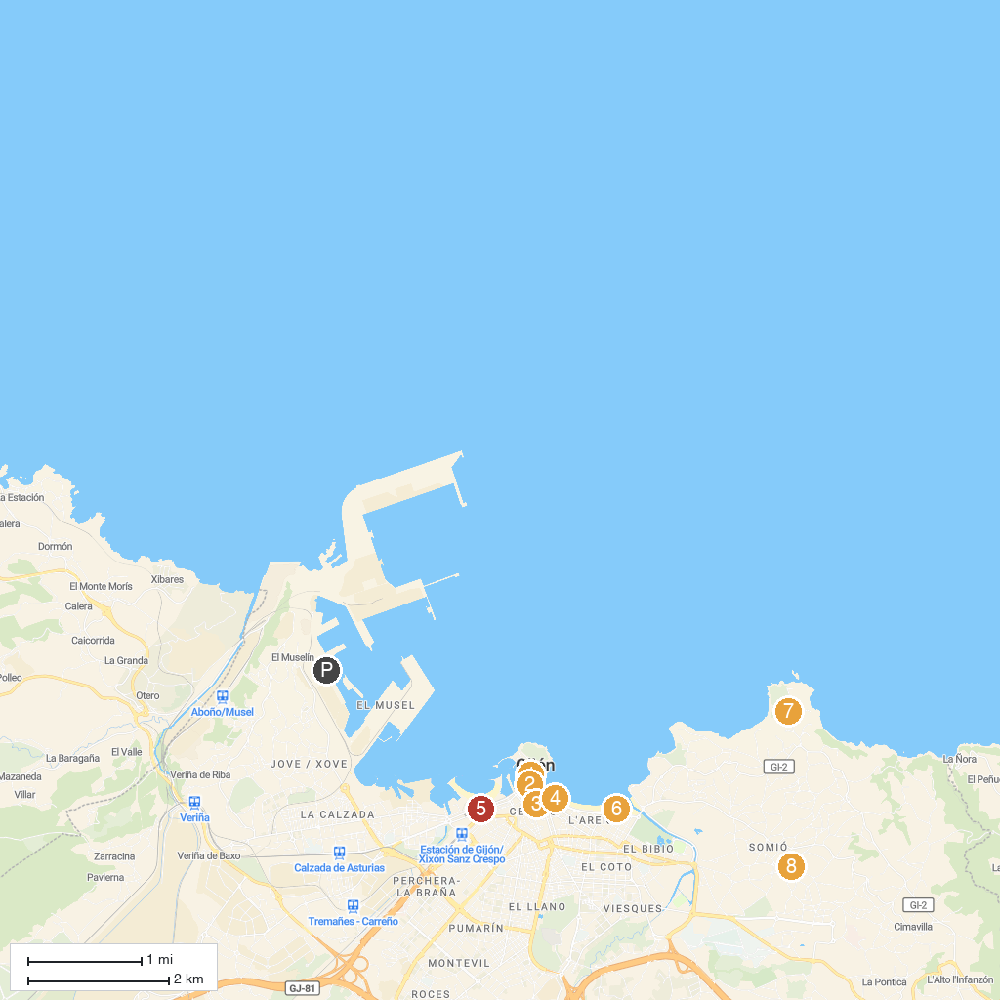 a Estación
alera
Dormón
Xibares
El Monte Morís
Calera
Caicorrida
La Granda
El Muselín
Polleo
P
Otero
EL MUSEL
Aboño/Musel
7
El Valle
La Baragaña
JOVE / XOVE
Gijón
GI-2
La Ñora
Mazaneda
Veriña de Riba
El Peñue
Villar
2
3
4
5
6
LA CALZADA
Veriña
L'ARE
EL BIBIO
SOMIÓ
Estación de Gijón/
Xixón Sanz Crespo
Zarracina
Veriña de Baxo
Calzada de Asturias
EL COTO
8
La
Pavierna
PERCHERA-
LA BRAÑA
EL LLANO
VIESQUES
GI-2
Tremañes - Carreño
PUMARÍN
Cimavilla
1 mi
MONTEVIL
2 km
GJ-81
ROCES
La Pontica
L'Alto l'Infanzón